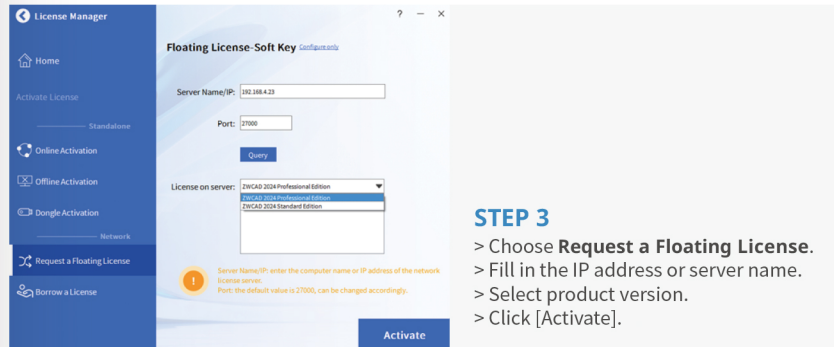 License Manager
? — ×
Home
Activate License
Standalone
Online Activation
Offline Activation
Dongle Activation
Network
Request a Floating License
Borrow a License
Floating License-Soft Key Configure only
Server Name/IP: 192.168.4.23
Port: 27000
Query
License on server: ZWCAD 2024 Professional Edition
ZWCAD 2024 Professional Edition
ZWCAD 2024 Standard Edition
! Server Name/IP: enter the computer name or IP address of the network
license server.
Port: the default value is 27000, can be changed accordingly.
Activate
STEP 3
> Choose Request a Floating License.
> Fill in the IP address or server name.
> Select product version.
> Click [Activate].